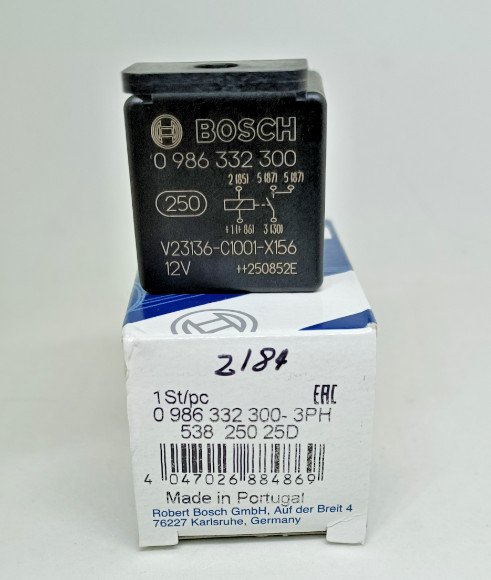 BOSCH
0 986 332 300
2 (85) 5 (87) 5 (87)
250
+1(+86) 3 (30)
V23136-C1001-X156
12V ++250852E
2184
1St/pc EAC
0 986 332 300- 3PH
538 250 25D
4 047026 884869
Made in Portugal
Robert Bosch GmbH, Auf der Breit 4
76227 Karlsruhe, Germany